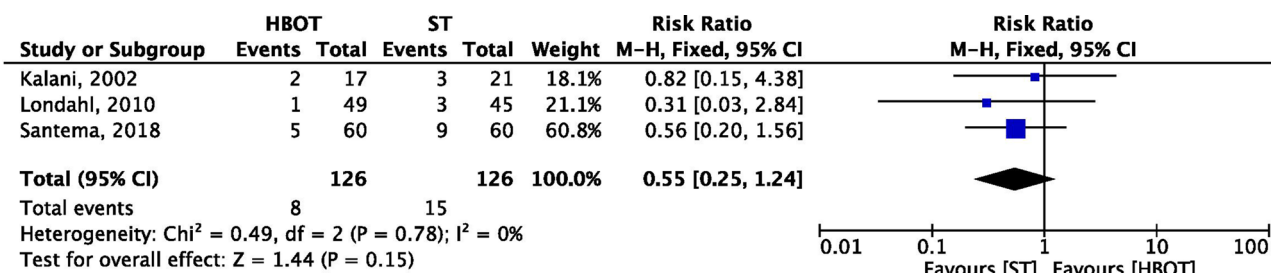 HBOT ST Risk Ratio Risk Ratio
Study or Subgroup Events Total Events Total Weight M-H, Fixed, 95% CI M-H, Fixed, 95% CI
Kalani, 2002 2 17 3 21 18.1% 0.82 [0.15, 4.38]
Londahl, 2010 1 49 3 45 21.1% 0.31 [0.03, 2.84]
Santema, 2018 5 60 9 60 60.8% 0.56 [0.20, 1.56]
Total (95% CI) 126 126 100.0% 0.55 [0.25, 1.24]
Total events 8 15
Heterogeneity: Chi² = 0.49, df = 2 (P = 0.78); I² = 0%
Test for overall effect: Z = 1.44 (P = 0.15)
0.01 0.1 1 10 100
Favours [ST] Favours [HBOT]